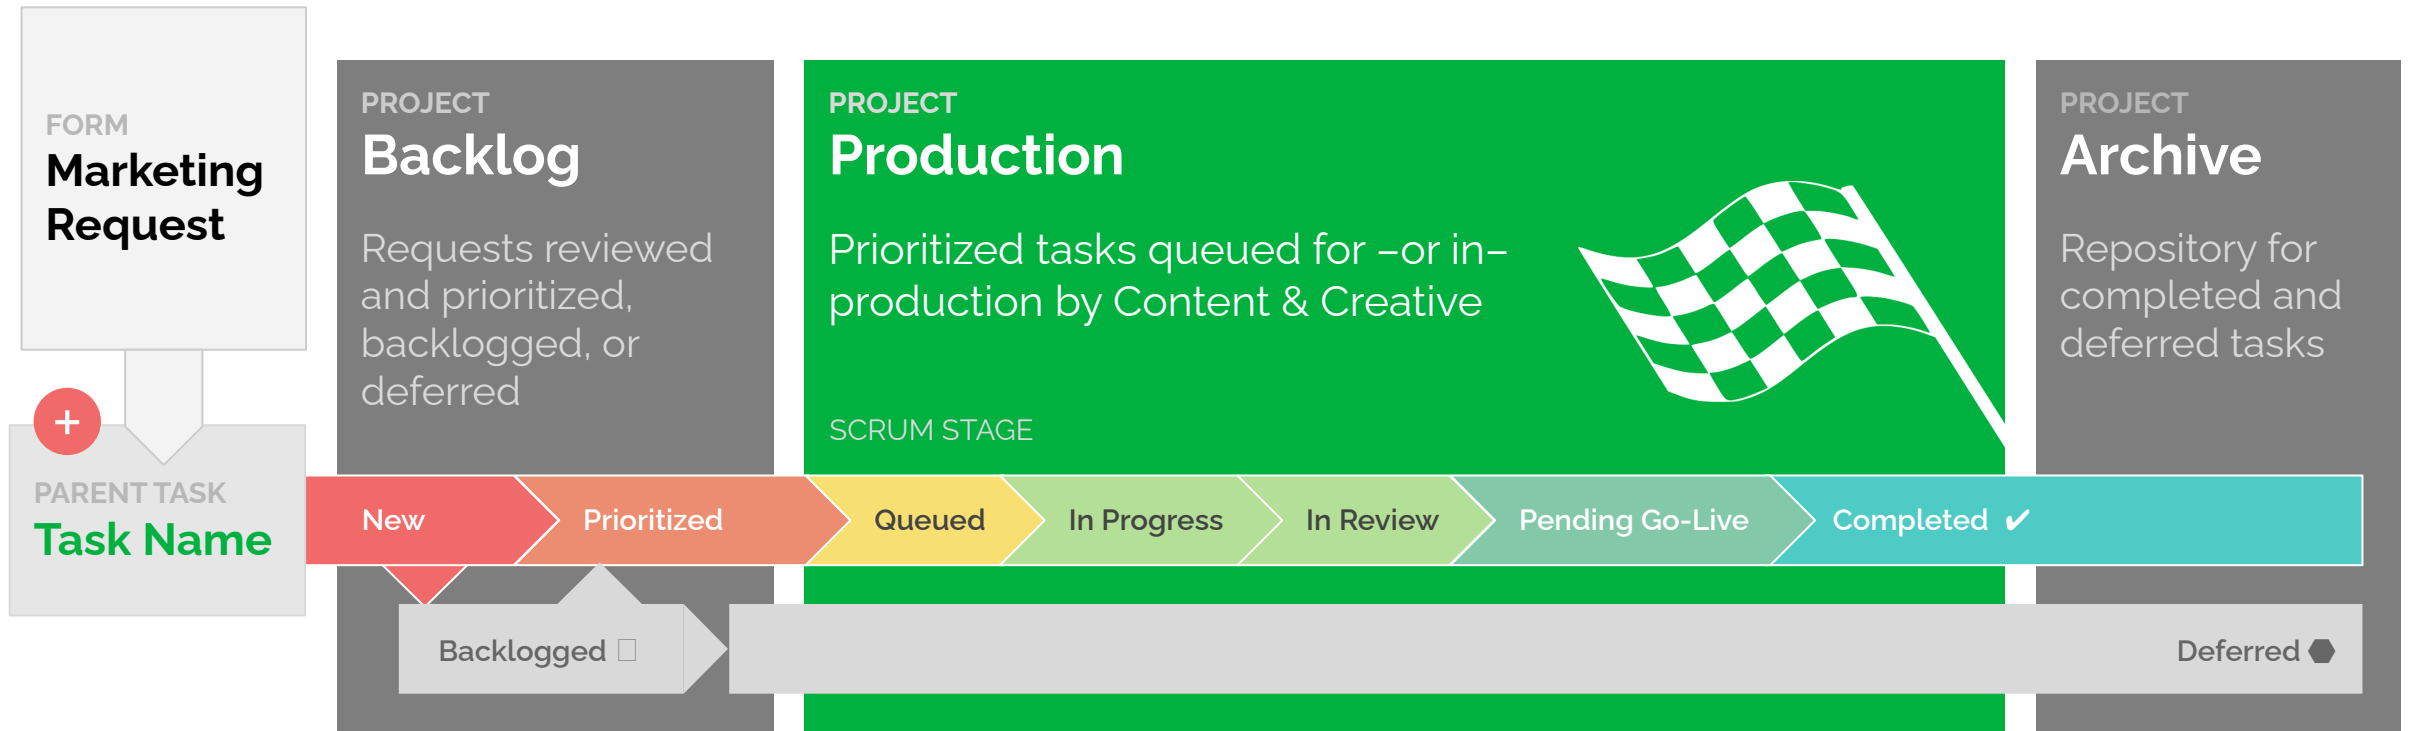 FORM
Marketing
Request
PARENT TASK
Task Name
PROJECT
Backlog
Requests reviewed
and prioritized,
backlogged, or
deferred
PROJECT
Production
Prioritized tasks queued for –or in–
production by Content & Creative
SCRUM STAGE
PROJECT
Archive
Repository for
completed and
deferred tasks
New
Prioritized
Queued
In Progress
In Review
Pending Go-Live
Completed ✔
Backlogged
Deferred